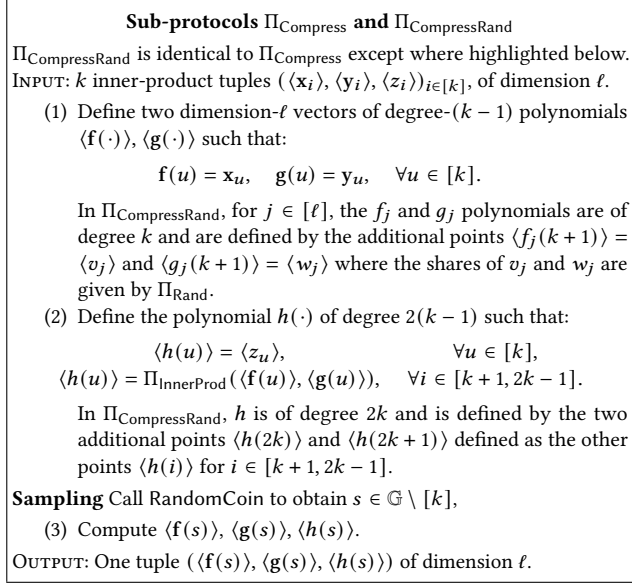 Sub-protocols Π_Compress and Π_CompressRand
Π_CompressRand is identical to Π_Compress except where highlighted below.
Input: k inner-product tuples (⟨x_i⟩, ⟨y_i⟩, ⟨z_i⟩)_{i∈[k]}, of dimension ℓ.
(1) Define two dimension-ℓ vectors of degree-(k − 1) polynomials
⟨f(·)⟩, ⟨g(·)⟩ such that:
f(u) = x_u, g(u) = y_u, ∀u ∈ [k].
In Π_CompressRand, for j ∈ [ℓ], the f_j and g_j polynomials are of
degree k and are defined by the additional points ⟨f_j(k + 1)⟩ =
⟨v_j⟩ and ⟨g_j(k + 1)⟩ = ⟨w_j⟩ where the shares of v_j and w_j are
given by Π_Rand.
(2) Define the polynomial h(·) of degree 2(k − 1) such that:
⟨h(u)⟩ = ⟨z_u⟩, ∀u ∈ [k],
⟨h(u)⟩ = Π_InnerProd(⟨f(u)⟩, ⟨g(u)⟩), ∀i ∈ [k + 1, 2k − 1].
In Π_CompressRand, h is of degree 2k and is defined by the two
additional points ⟨h(2k)⟩ and ⟨h(2k + 1)⟩ defined as the other
points ⟨h(i)⟩ for i ∈ [k + 1, 2k − 1].
Sampling Call RandomCoin to obtain s ∈ 𝔾 \ [k],
(3) Compute ⟨f(s)⟩, ⟨g(s)⟩, ⟨h(s)⟩.
Output: One tuple (⟨f(s)⟩, ⟨g(s)⟩, ⟨h(s)⟩) of dimension ℓ.